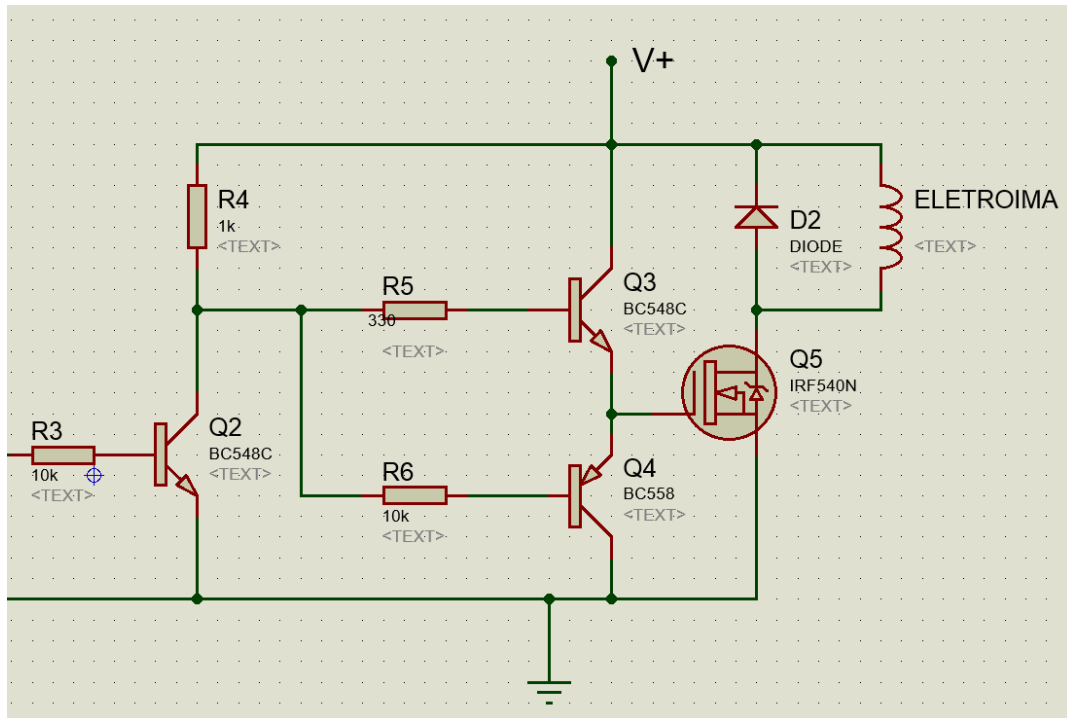 V+
R4
1k
<TEXT>
ELETROIMA
<TEXT>
D2
DIODE
<TEXT>
R5
330
<TEXT>
Q3
BC548C
<TEXT>
Q5
IRF540N
<TEXT>
R3
10k
<TEXT>
Q2
BC548C
<TEXT>
R6
10k
<TEXT>
Q4
BC558
<TEXT>